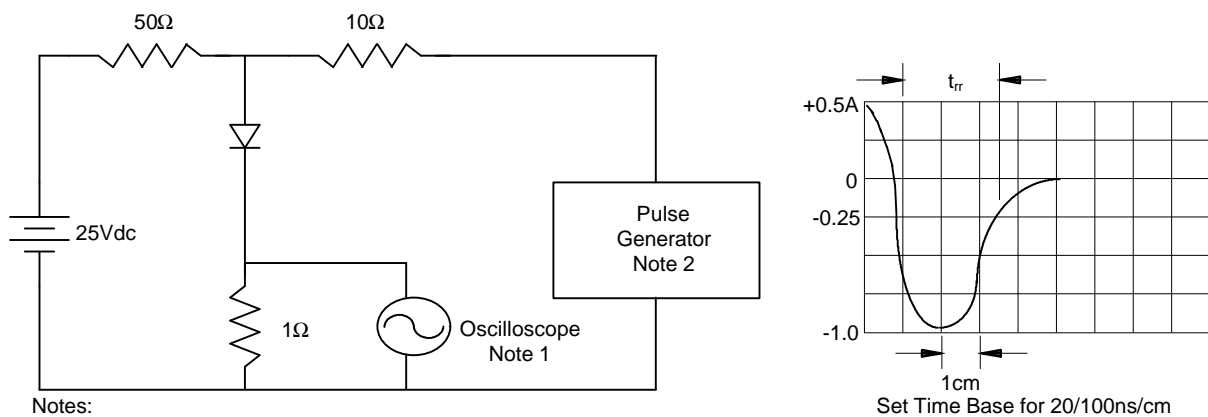 50Ω
10Ω
25Vdc
1Ω
Oscilloscope
Note 1
Pulse
Generator
Note 2
Notes:
trr
+0.5A
0
-0.25
-1.0
1cm
Set Time Base for 20/100ns/cm